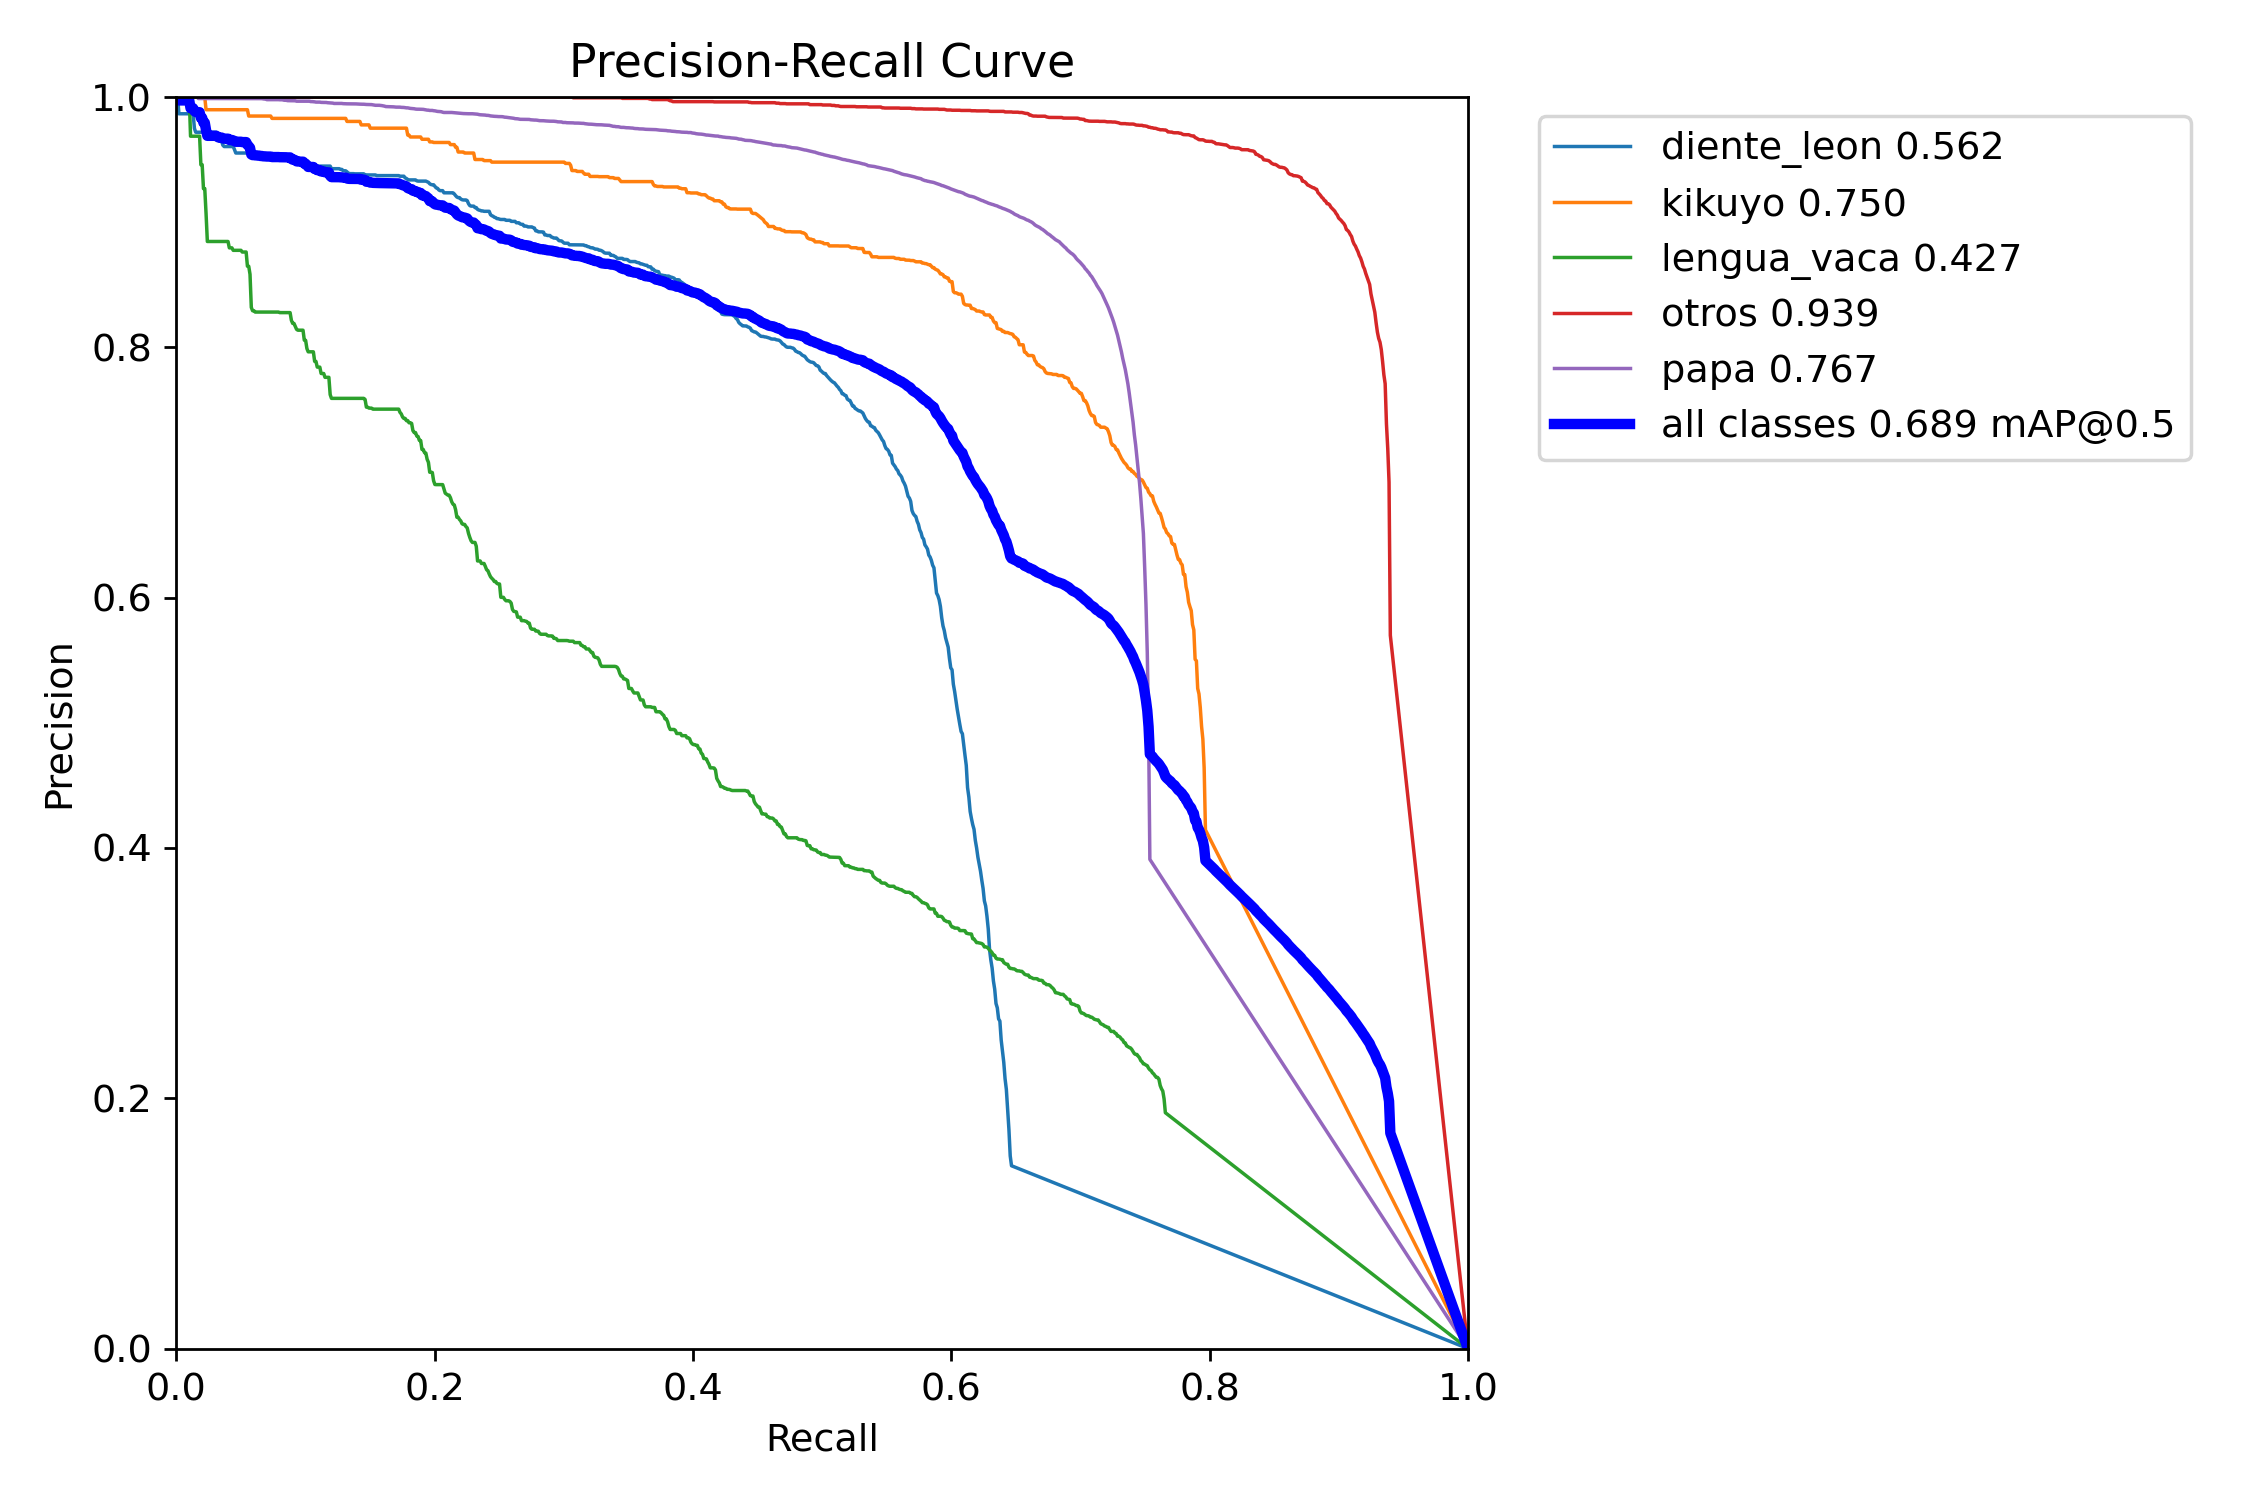 Precision-Recall Curve
1.0
0.8
0.6
0.4
0.2
0.0
Precision
0.0 0.2 0.4 0.6 0.8 1.0
Recall
diente_leon 0.562
kikuyo 0.750
lengua_vaca 0.427
otros 0.939
papa 0.767
all classes 0.689 mAP@0.5